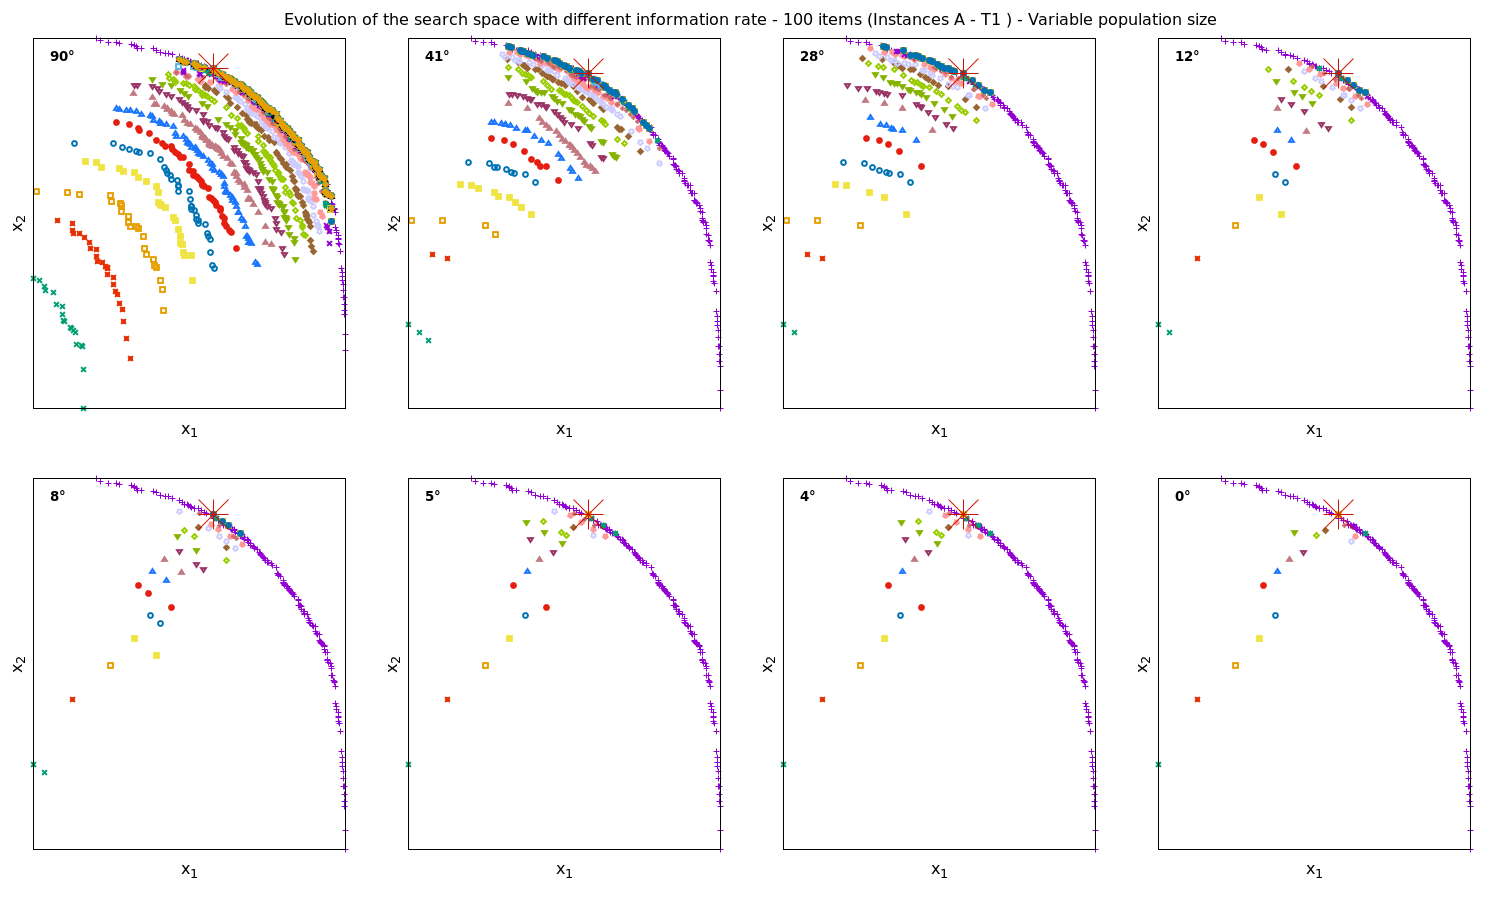 Evolution of the search space with different information rate - 100 items (Instances A - T1 ) - Variable population size
90° 41° 28° 12°
x2 x2 x2 x2
x1 x1 x1 x1
8° 5° 4° 0°
x2 x2 x2 x2
x1 x1 x1 x1